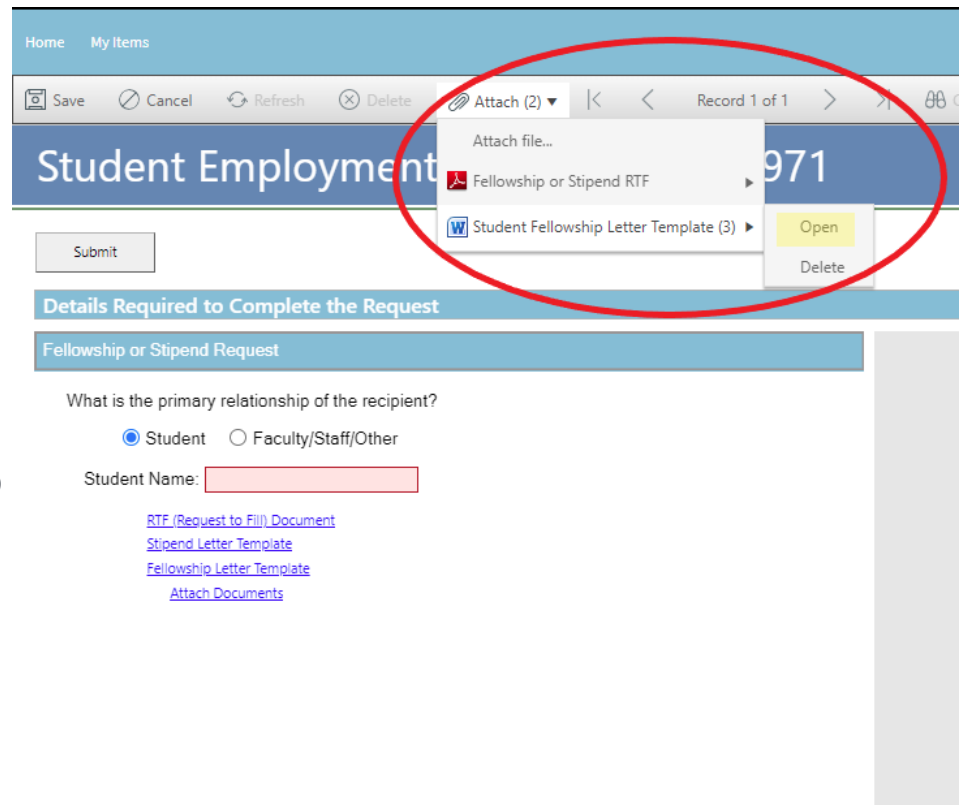 Home My Items
Save Cancel Refresh Delete Attach (2) Record 1 of 1
Attach file...
Student Employment 971
Fellowship or Stipend RTF
Student Fellowship Letter Template (3) Open
Submit
Delete
Details Required to Complete the Request
Fellowship or Stipend Request
What is the primary relationship of the recipient?
Student Faculty/Staff/Other
Student Name:
RTF (Request to Fill) Document
Stipend Letter Template
Fellowship Letter Template
Attach Documents